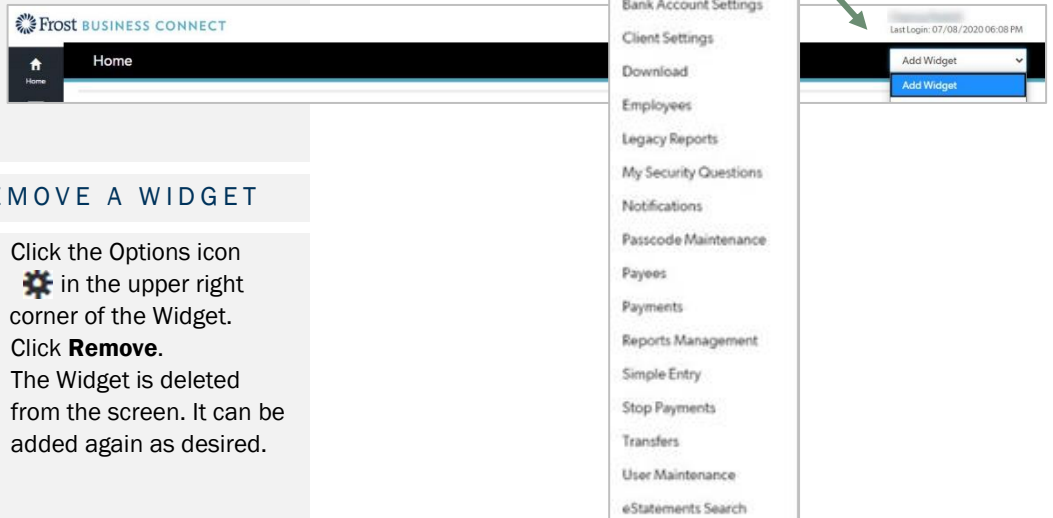 Frost BUSINESS CONNECT
Last Login: 07/08/2020 06:08 PM
Home
Home
Add Widget
Add Widget
EMOVE A WIDGET
Click the Options icon
in the upper right
corner of the Widget.
Click Remove.
The Widget is deleted
from the screen. It can be
added again as desired.
Bank Account Settings
Client Settings
Download
Employees
Legacy Reports
My Security Questions
Notifications
Passcode Maintenance
Payees
Payments
Reports Management
Simple Entry
Stop Payments
Transfers
User Maintenance
eStatements Search